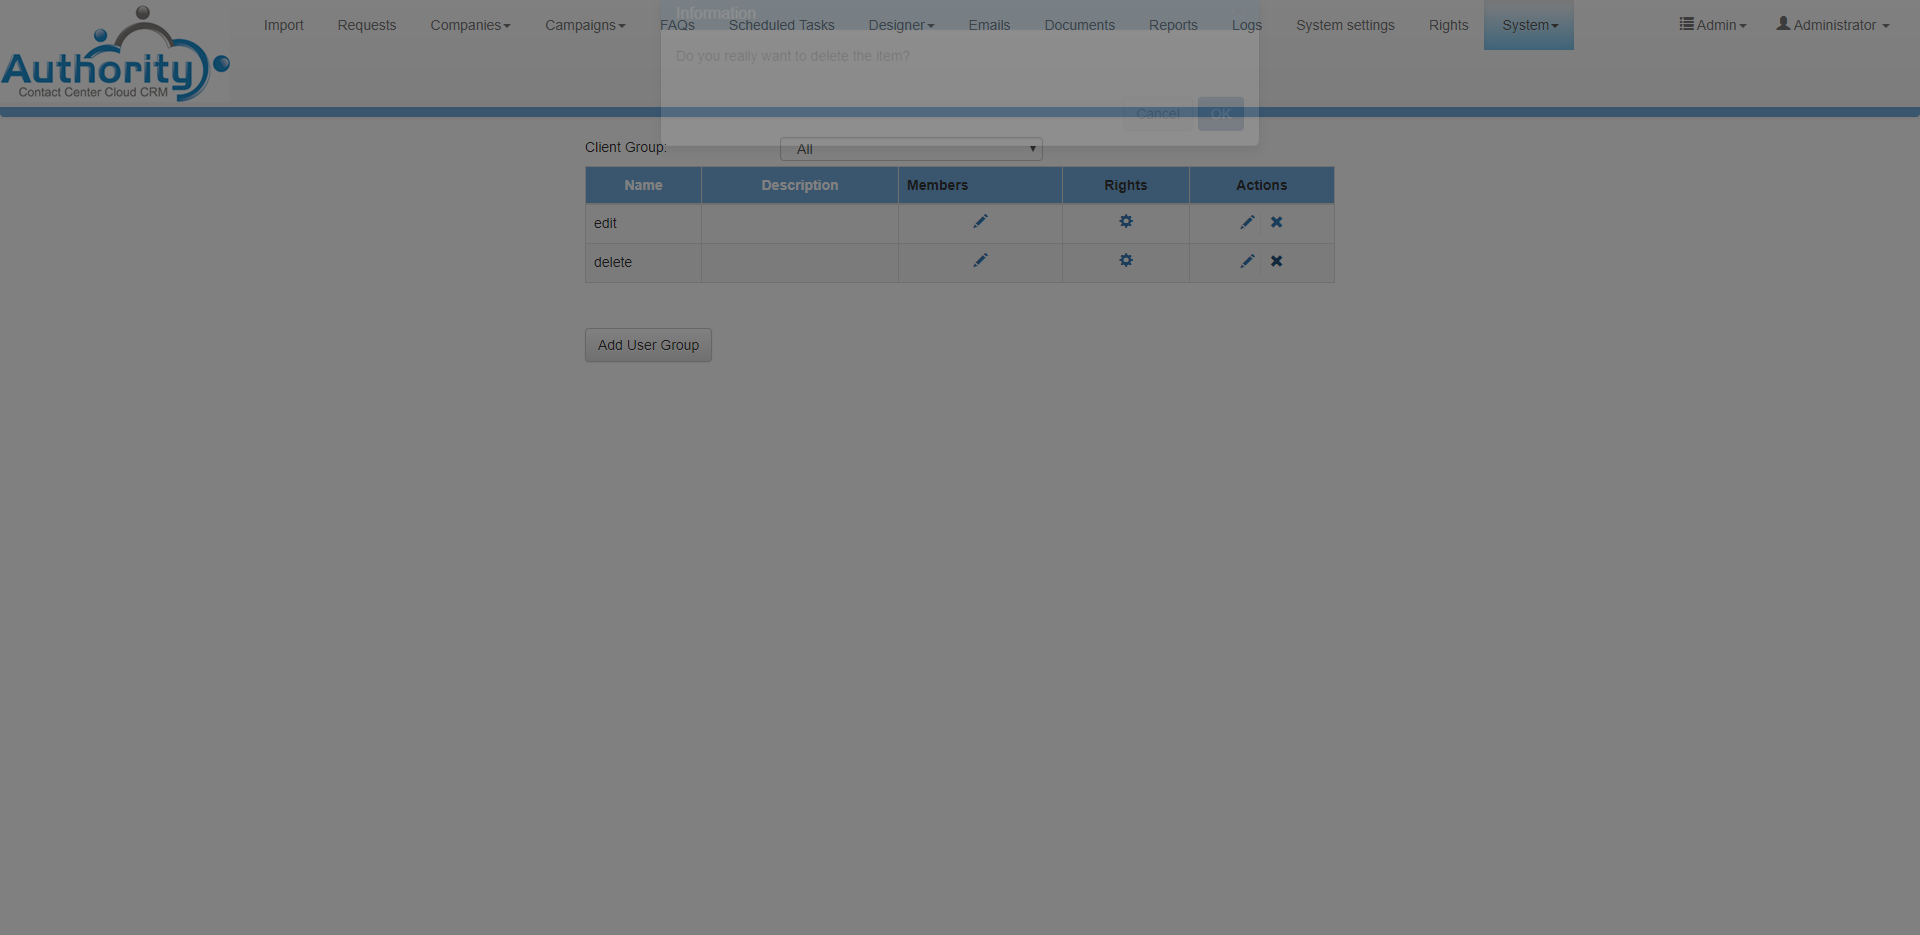 Authority
Contact Center Cloud CRM
Import Requests Companies Campaigns FAQs Scheduled Tasks Designer Emails Documents Reports Logs System settings Rights System Admin Administrator
Information
Do you really want to delete the item?
Cancel OK
Client Group: All
Name Description Members Rights Actions
edit
delete
Add User Group